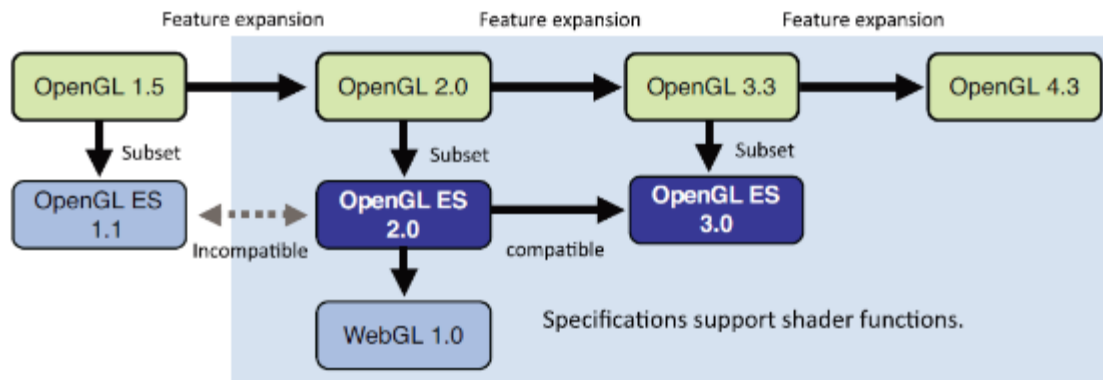 Feature expansion
Feature expansion
Feature expansion
OpenGL 1.5
OpenGL 2.0
OpenGL 3.3
OpenGL 4.3
Subset
Subset
Subset
OpenGL ES
1.1
OpenGL ES
2.0
OpenGL ES
3.0
Incompatible
compatible
WebGL 1.0
Specifications support shader functions.